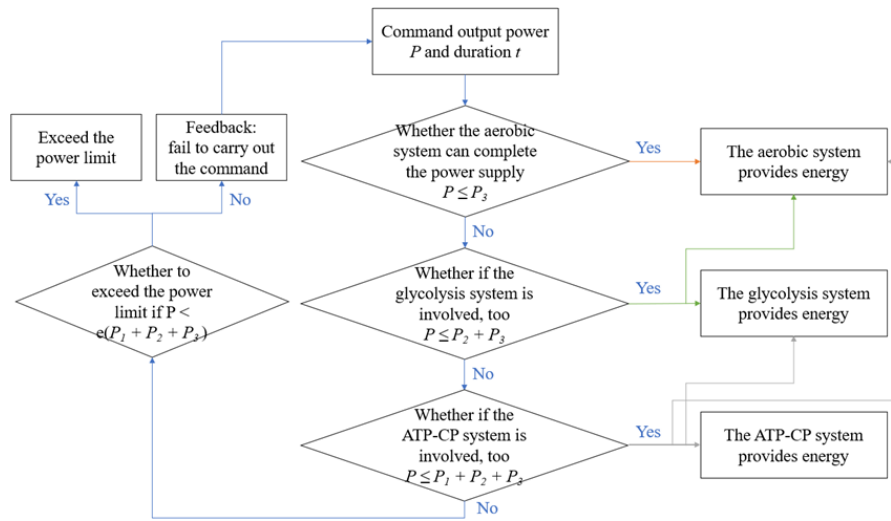 Command output power
P and duration t
Exceed the
power limit
Feedback:
fail to carry out
the command
Whether the aerobic
system can complete
the power supply
P ≤ P₃
Yes
The aerobic system
provides energy
Yes
No
No
Whether to
exceed the power
limit if P <
e(P₁ + P₂ + P₃)
Whether if the
glycolysis system is
involved, too
P ≤ P₂ + P₃
Yes
The glycolysis system
provides energy
No
Whether if the
ATP-CP system is
involved, too
P ≤ P₁ + P₂ + P₃
Yes
The ATP-CP system
provides energy
No